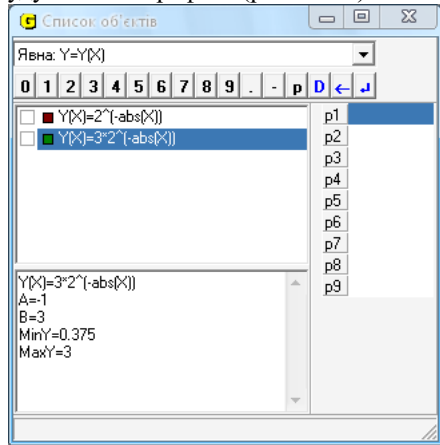 Список об'єктів
Явна: Y=Y(X)
0 1 2 3 4 5 6 7 8 9 . - p D ← ↲
Y(X)=2^(-abs(X))
Y(X)=3*2^(-abs(X))
p1
p2
p3
p4
p5
p6
p7
p8
p9
Y(X)=3*2^(-abs(X))
A=-1
B=3
MinY=0.375
MaxY=3